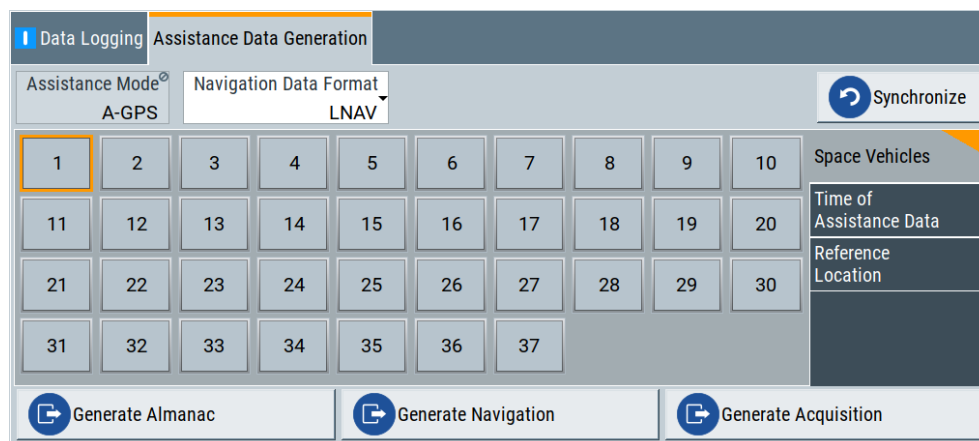 Data Logging Assistance Data Generation
Assistance Mode Navigation Data Format
A-GPS LNAV Synchronize
1 2 3 4 5 6 7 8 9 10 Space Vehicles
11 12 13 14 15 16 17 18 19 20 Time of
Assistance Data
21 22 23 24 25 26 27 28 29 30 Reference
Location
31 32 33 34 35 36 37
Generate Almanac Generate Navigation Generate Acquisition